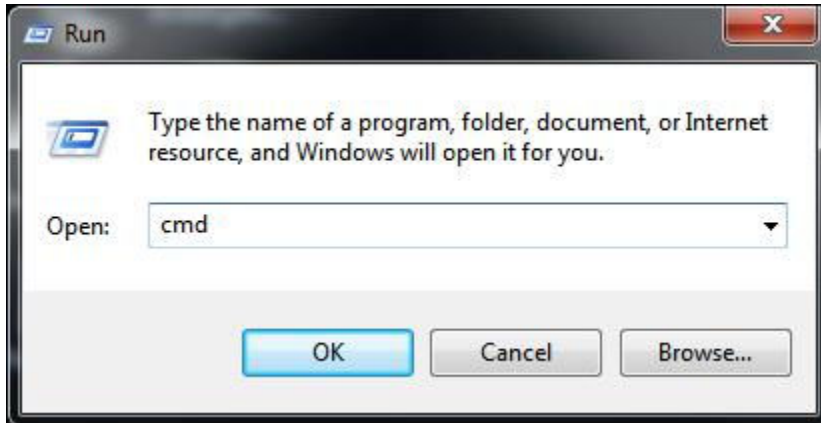 Run
Type the name of a program, folder, document, or Internet
resource, and Windows will open it for you.
Open: cmd
OK Cancel Browse...